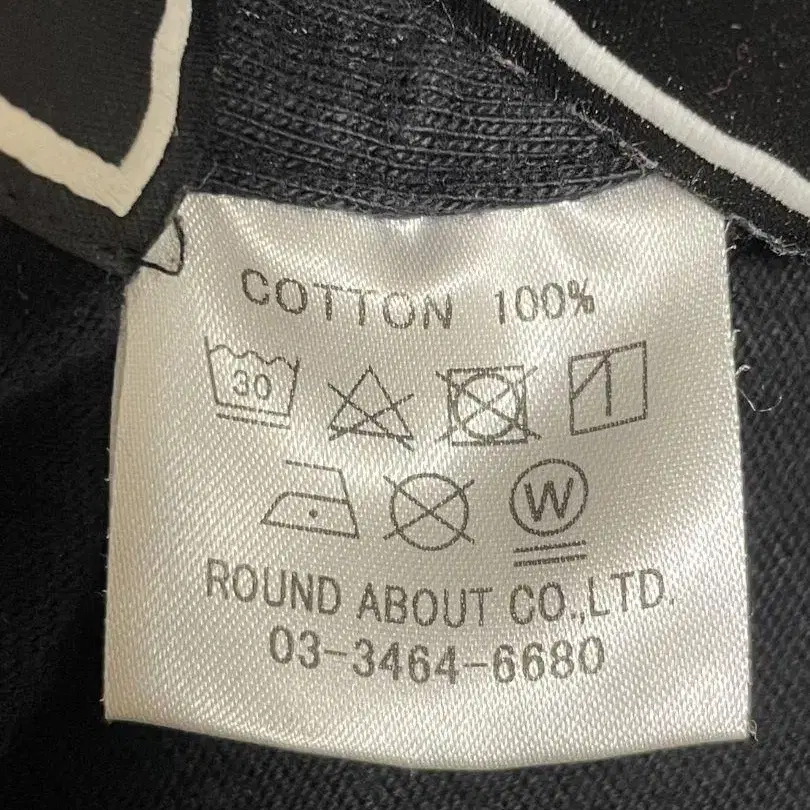 COTTON 100%
30
W
ROUND ABOUT CO.,LTD.
03-3464-6680